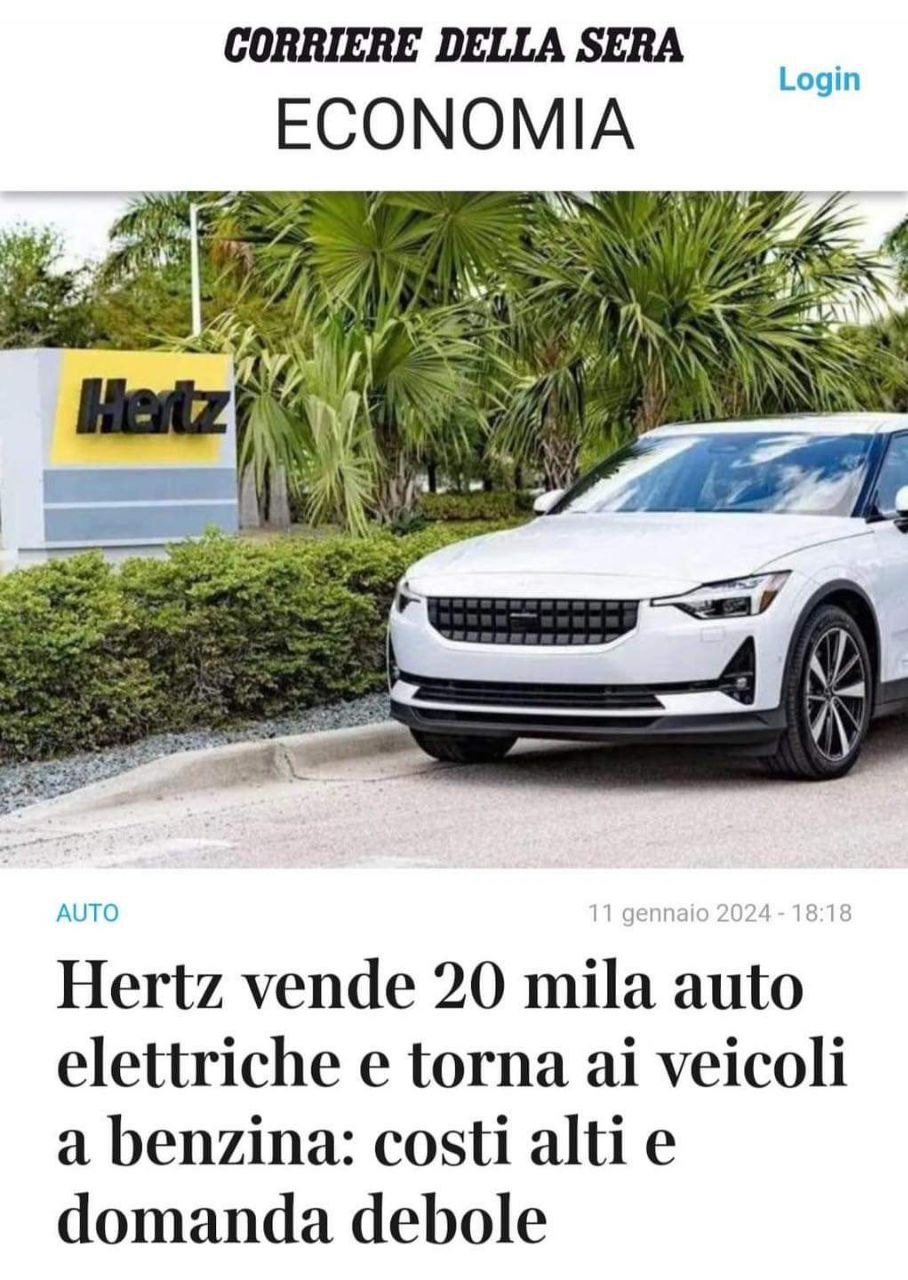 CORRIERE DELLA SERA
Login
ECONOMIA
Hertz
AUTO
11 gennaio 2024 - 18:18
Hertz vende 20 mila auto
elettriche e torna ai veicoli
a benzina: costi alti e
domanda debole